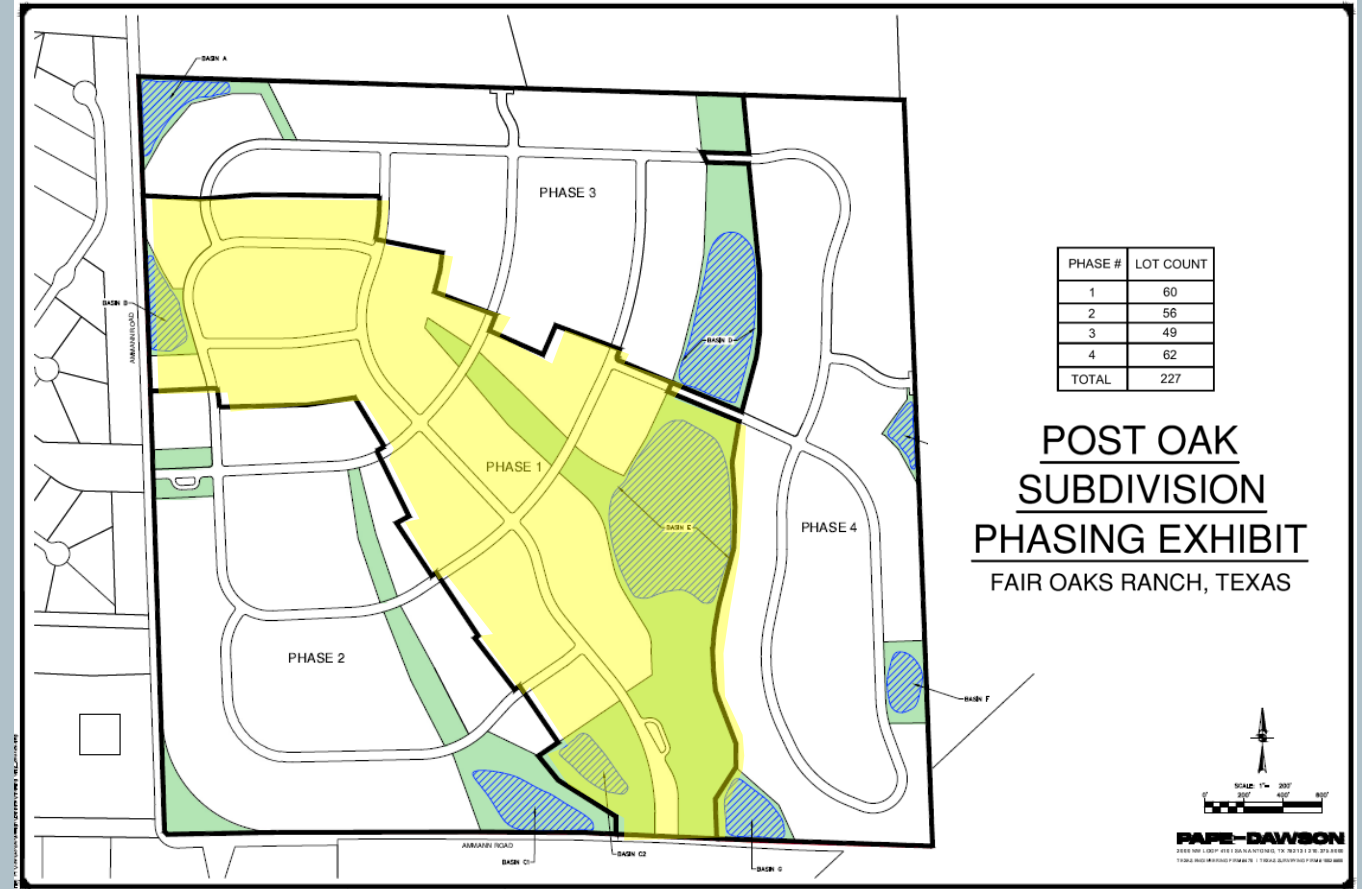 BASIN A
PHASE 3
BASIN B
AMMANN ROAD
BASIN D
PHASE # LOT COUNT
1 60
2 56
3 49
4 62
TOTAL 227
POST OAK
SUBDIVISION
PHASING EXHIBIT
FAIR OAKS RANCH, TEXAS
PHASE 1
BASIN E
PHASE 4
PHASE 2
BASIN F
SCALE: 1"= 200'
0' 200' 400' 800'
PAPE-DAWSON
AMMANN ROAD
BASIN C1
BASIN C2
BASIN G